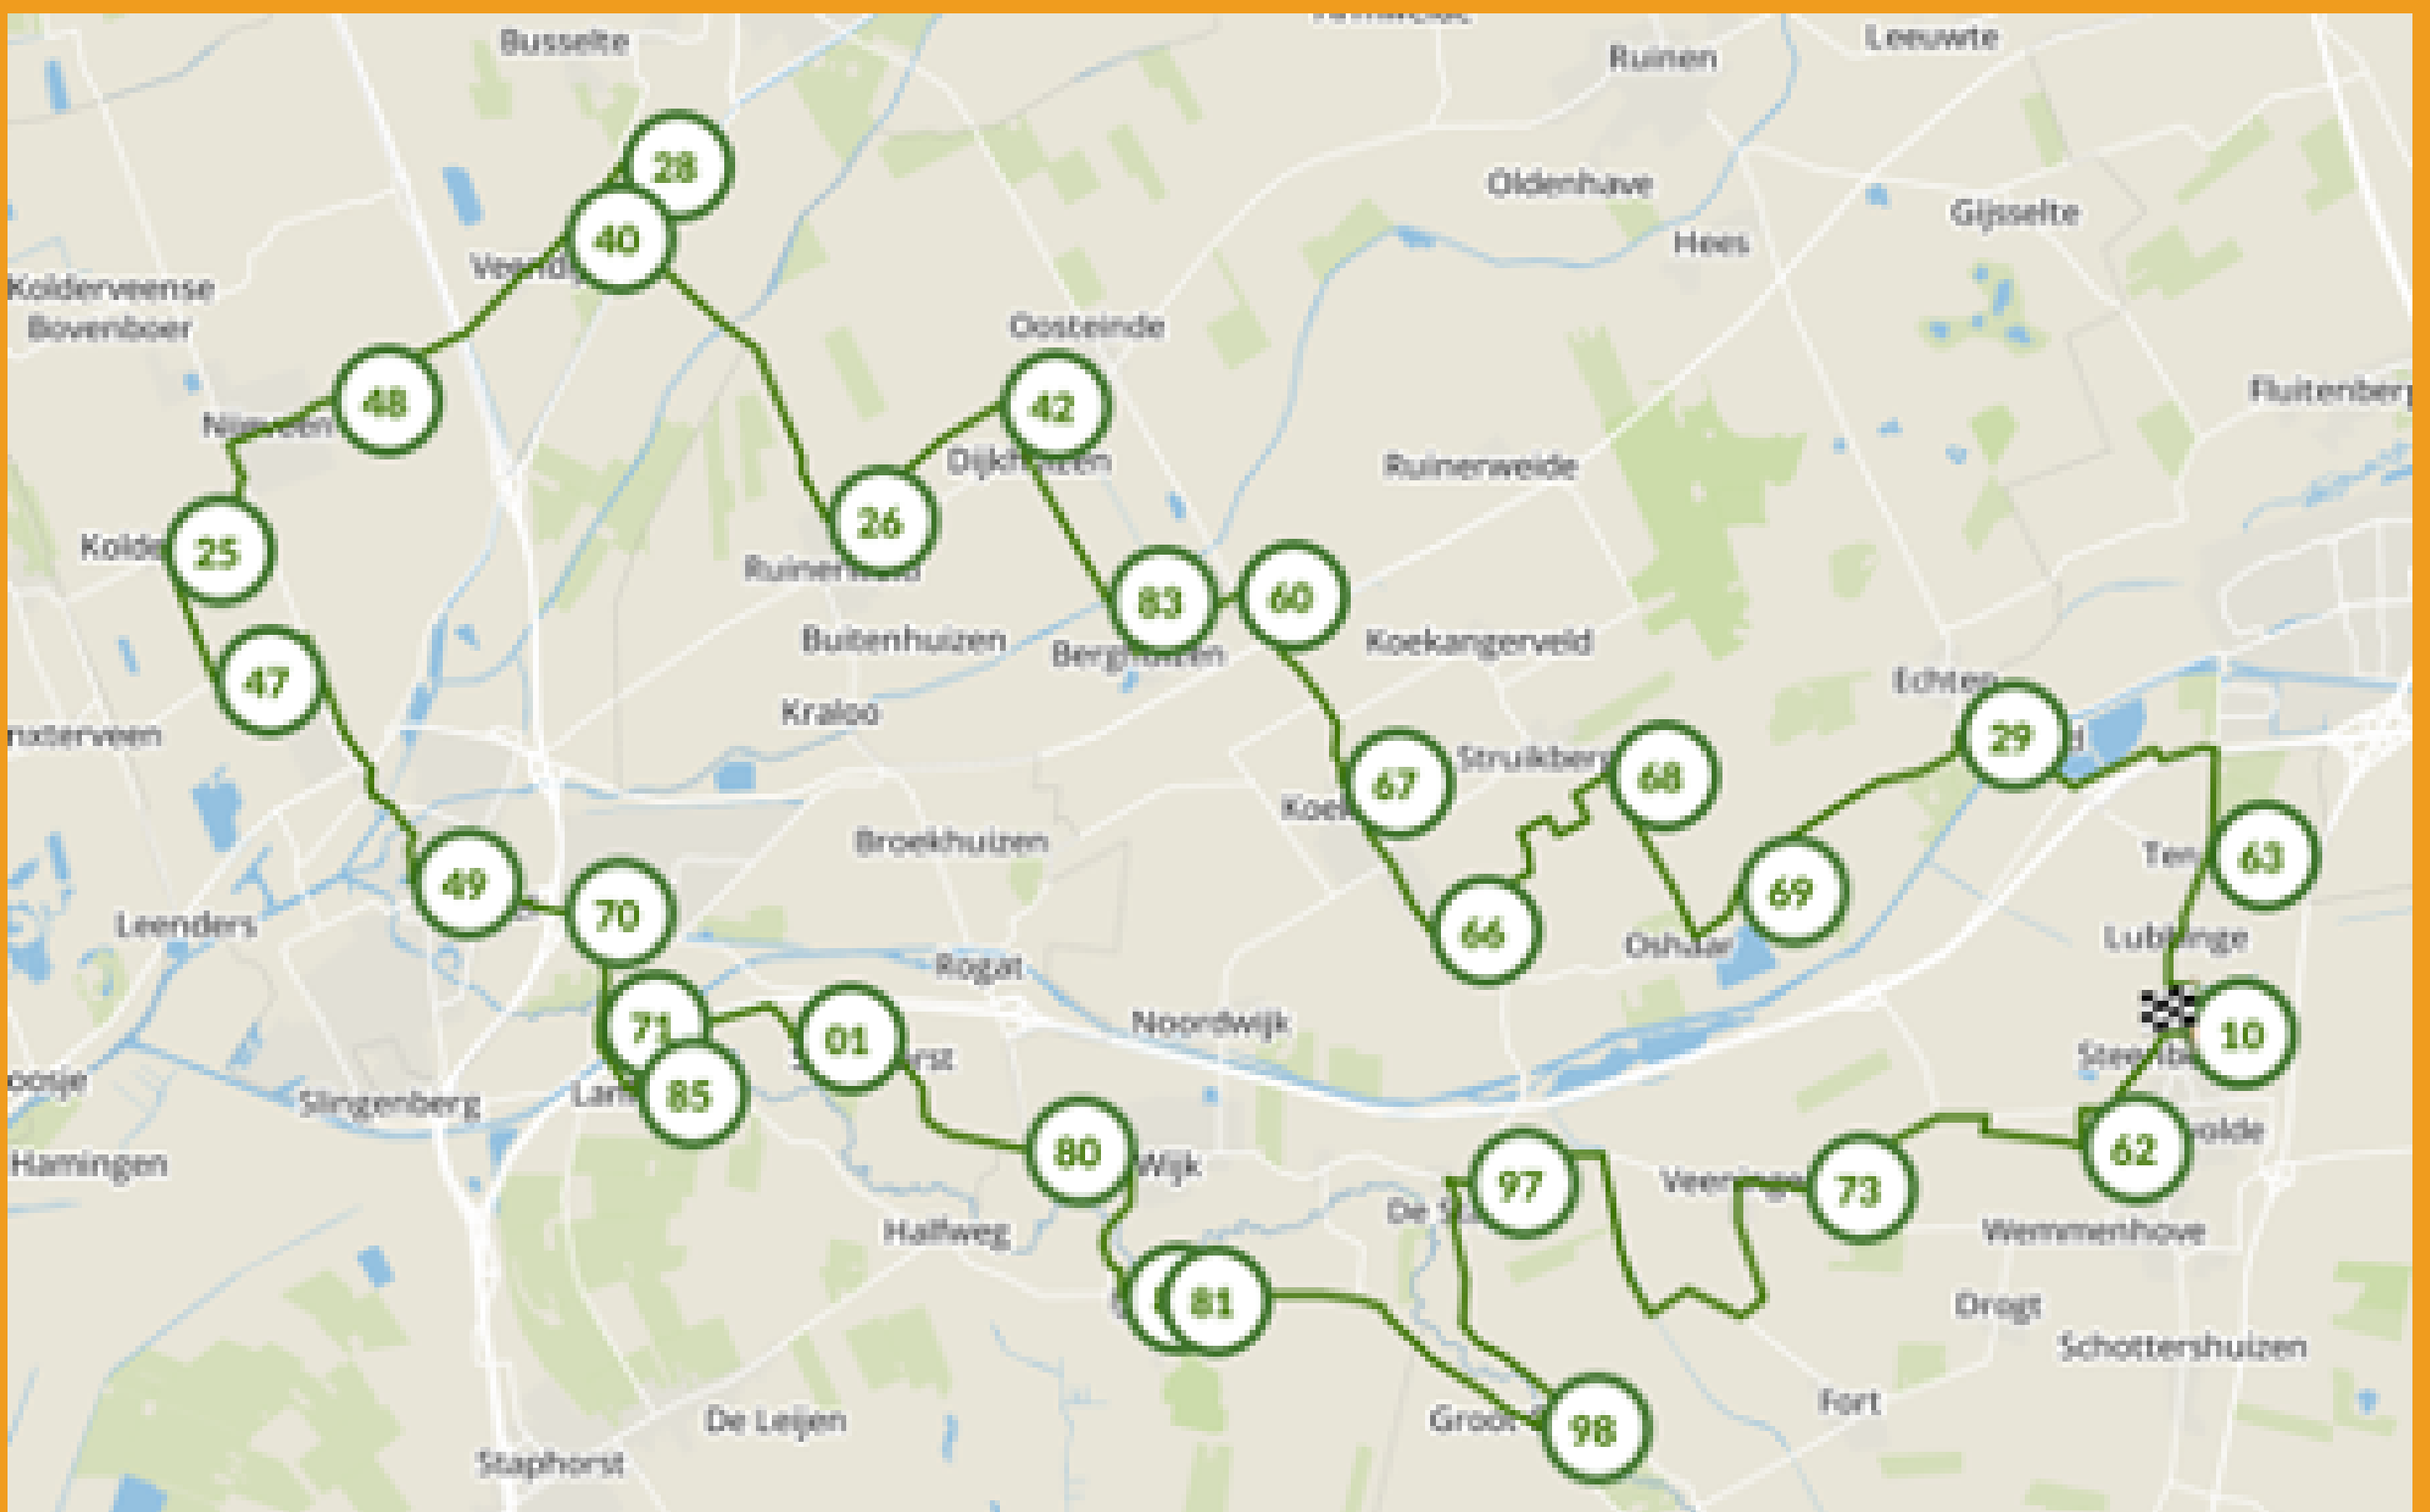 Busselte
Ruinen
Leeuwte
28
Oldenhave
Gijsselte
40
Hees
Kolderveense
Bovenboer
Oosteinde
48
42
Fluitenberg
Ruinerweide
26
25
83
60
Buitenhuizen
Koekangerveld
47
Echten
Kraloo
29
67
68
Broekhuizen
63
49
69
70
66
Leenders
Oshaar
Rogat
Noordwijk
71
01
10
85
Slingenberg
80
62
Hamingen
Wijk
97
73
Halfweg
Wemmenhove
81
Drogt
Schottershuizen
De Leijen
Fort
98
Staphorst